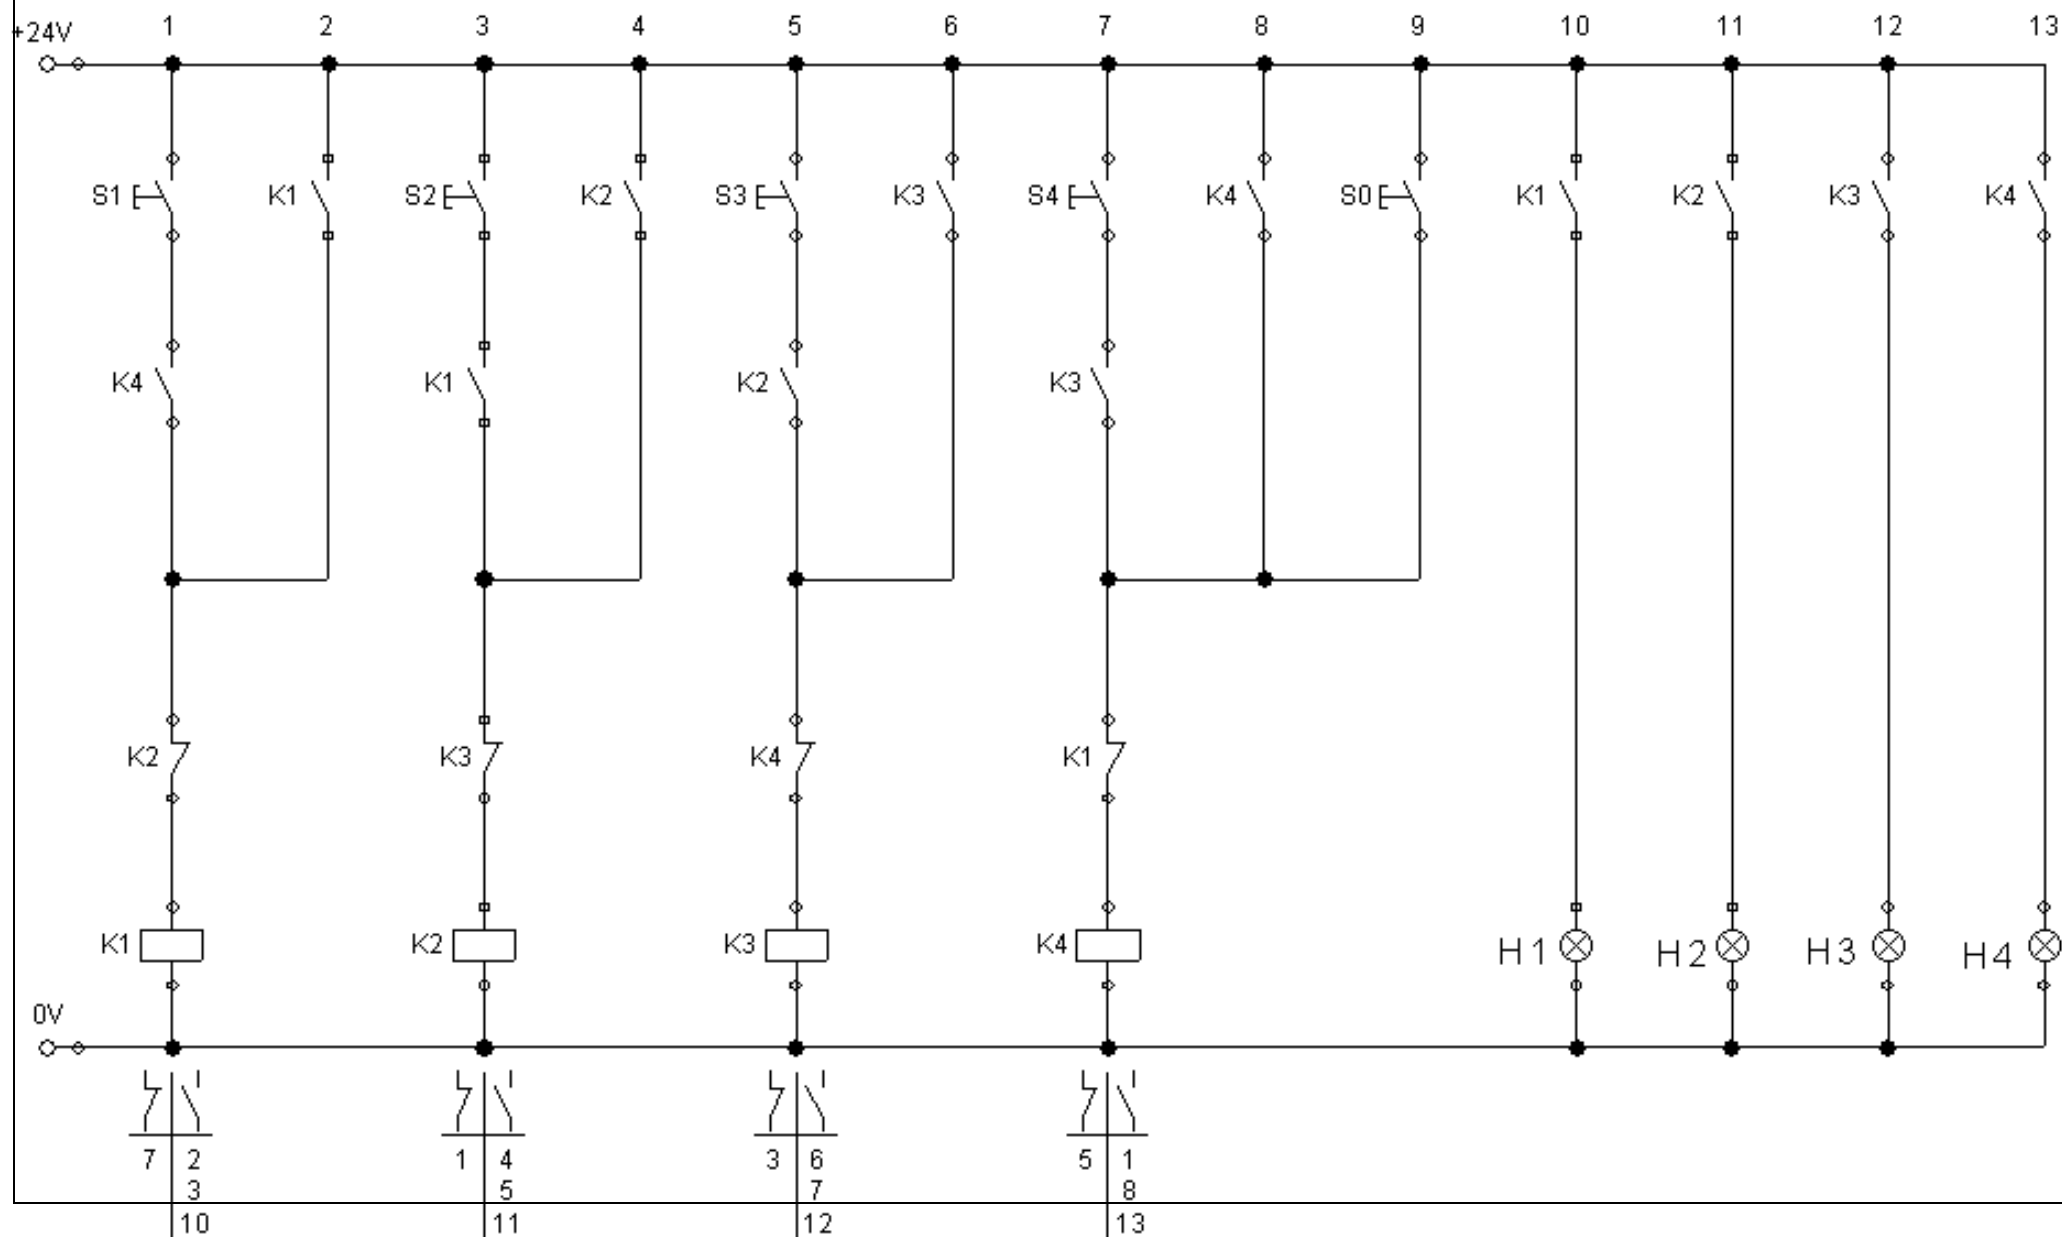 1 2 3 4 5 6 7 8 9 10 11 12 13
+24V
S1 K1 S2 K2 S3 K3 S4 K4 S0 K1 K2 K3 K4
K4 K1 K2 K3
K2 K3 K4 K1
K1 K2 K3 K4 H1 H2 H3 H4
0V
7 2 1 4 3 6 5 1
3 5 7 8
10 11 12 13